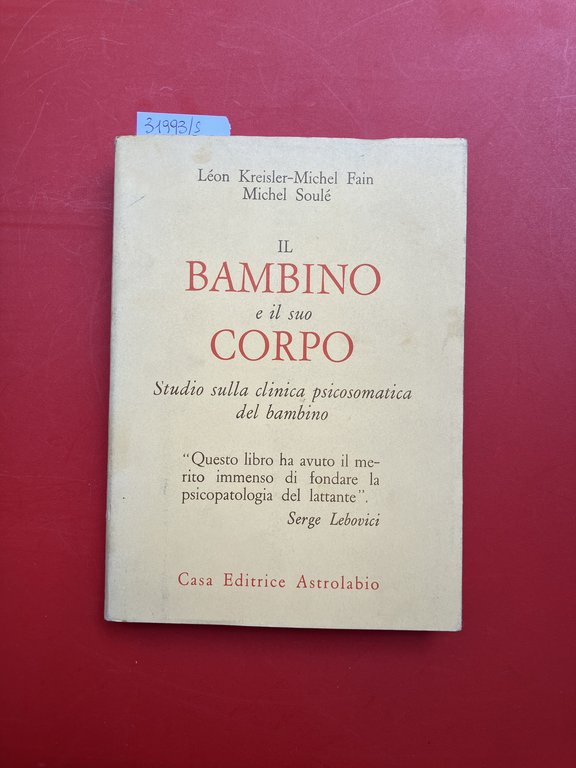 31993/s
Léon Kreisler-Michel Fain
Michel Soulé
IL
BAMBINO
e il suo
CORPO
Studio sulla clinica psicosomatica
del bambino
“Questo libro ha avuto il me-
rito immenso di fondare la
psicopatologia del lattante”.
Serge Lebovici
Casa Editrice Astrolabio